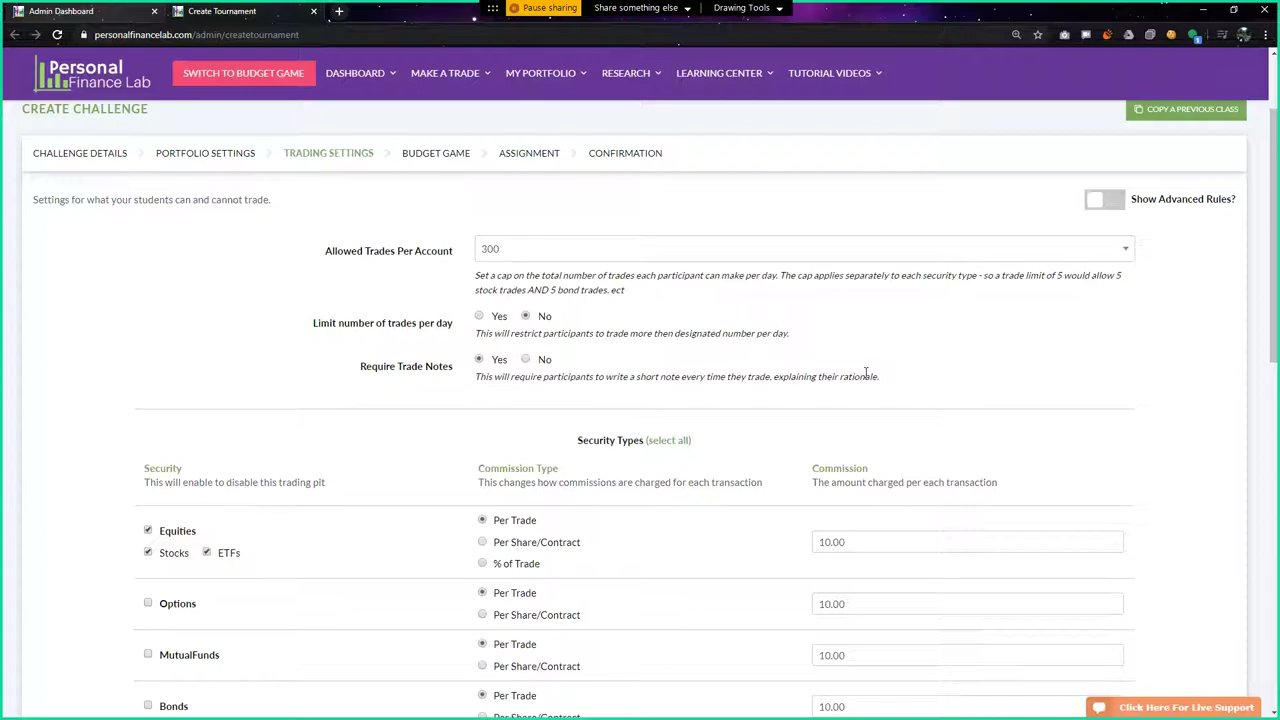 Admin Dashboard
Create Tournament
Pause sharing
Share something else
Drawing Tools
personalfinancelab.com/admin/createtournament
1
Personal
Finance Lab
SWITCH TO BUDGET GAME
DASHBOARD
MAKE A TRADE
MY PORTFOLIO
RESEARCH
LEARNING CENTER
TUTORIAL VIDEOS
CREATE CHALLENGE
COPY A PREVIOUS CLASS
CHALLENGE DETAILS
PORTFOLIO SETTINGS
TRADING SETTINGS
BUDGET GAME
ASSIGNMENT
CONFIRMATION
Settings for what your students can and cannot trade.
Show Advanced Rules?
Allowed Trades Per Account
300
Set a cap on the total number of trades each participant can make per day. The cap applies separately to each security type - so a trade limit of 5 would allow 5
stock trades AND 5 bond trades. ect
Limit number of trades per day
Yes No
This will restrict participants to trade more then designated number per day.
Require Trade Notes
Yes No
This will require participants to write a short note every time they trade, explaining their rationale.
Security Types (select all)
Security
This will enable to disable this trading pit
Commission Type
This changes how commissions are charged for each transaction
Commission
The amount charged per each transaction
Equities
Stocks ETFs
Per Trade
Per Share/Contract
% of Trade
10.00
Options
Per Trade
Per Share/Contract
10.00
MutualFunds
Per Trade
Per Share/Contract
10.00
Bonds
Per Trade
Per Share/Contract
10.00
Click Here For Live Support